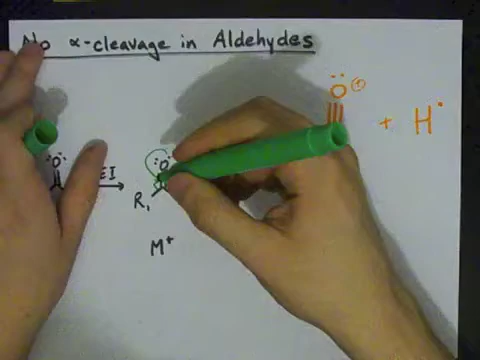 No α-cleavage in Aldehydes
:Ö⊕
+ H•
:O: EI → :O
R₁
M⁺